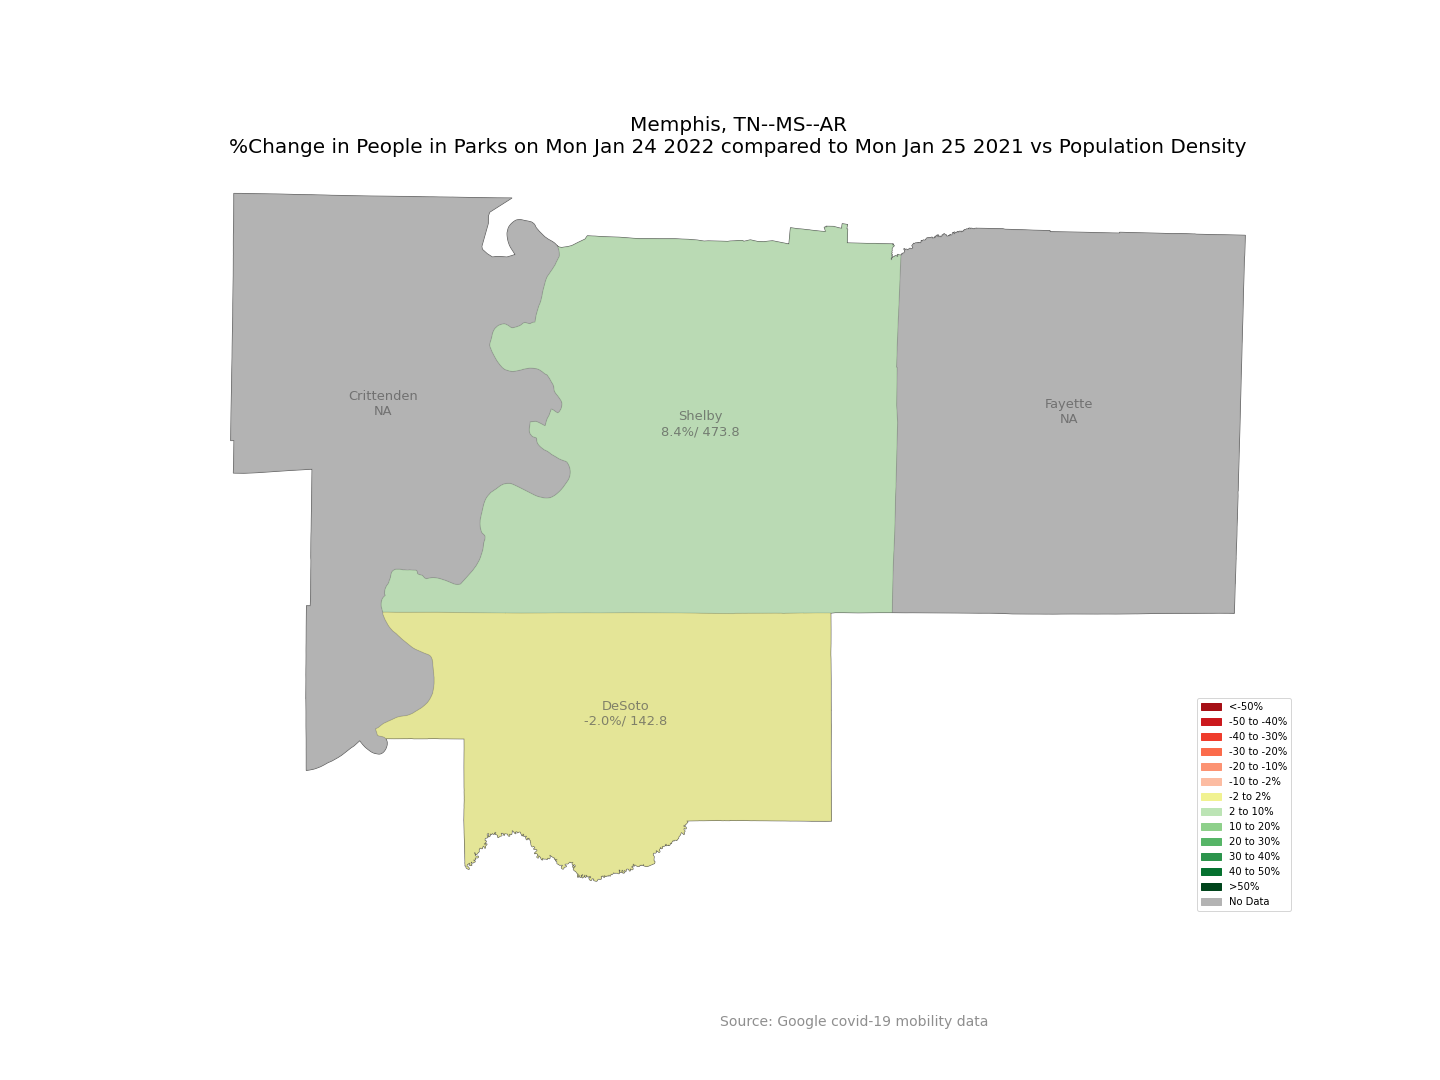 Memphis, TN--MS--AR
%Change in People in Parks on Mon Jan 24 2022 compared to Mon Jan 25 2021 vs Population Density
Crittenden
NA
Shelby
8.4%/ 473.8
Fayette
NA
DeSoto
-2.0%/ 142.8
<-50%
-50 to -40%
-40 to -30%
-30 to -20%
-20 to -10%
-10 to -2%
-2 to 2%
2 to 10%
10 to 20%
20 to 30%
30 to 40%
40 to 50%
>50%
No Data
Source: Google covid-19 mobility data